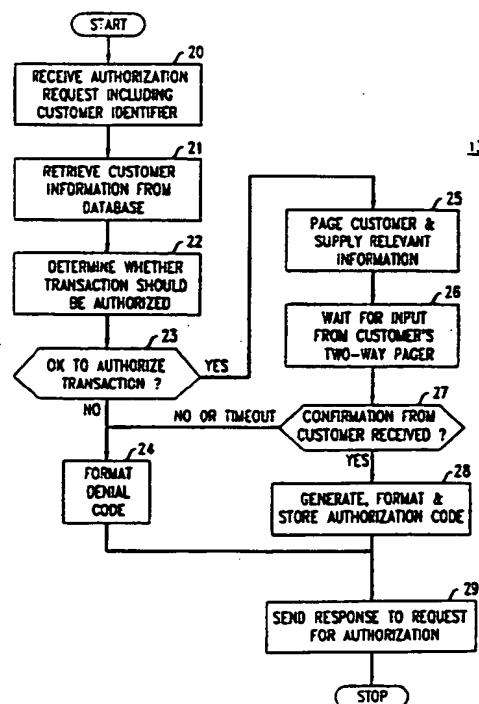 START
20
RECEIVE AUTHORIZATION
REQUEST INCLUDING
CUSTOMER IDENTIFIER
21
RETRIEVE CUSTOMER
INFORMATION FROM
DATABASE
22
DETERMINE WHETHER
TRANSACTION SHOULD
BE AUTHORIZED
23
OK TO AUTHORIZE
TRANSACTION ?
YES
NO
24
FORMAT
DENIAL
CODE
25
PAGE CUSTOMER &
SUPPLY RELEVANT
INFORMATION
26
WAIT FOR INPUT
FROM CUSTOMER'S
TWO-WAY PAGER
27
CONFIRMATION FROM
CUSTOMER RECEIVED ?
NO OR TIMEOUT
YES
28
GENERATE, FORMAT &
STORE AUTHORIZATION CODE
29
SEND RESPONSE TO REQUEST
FOR AUTHORIZATION
STOP